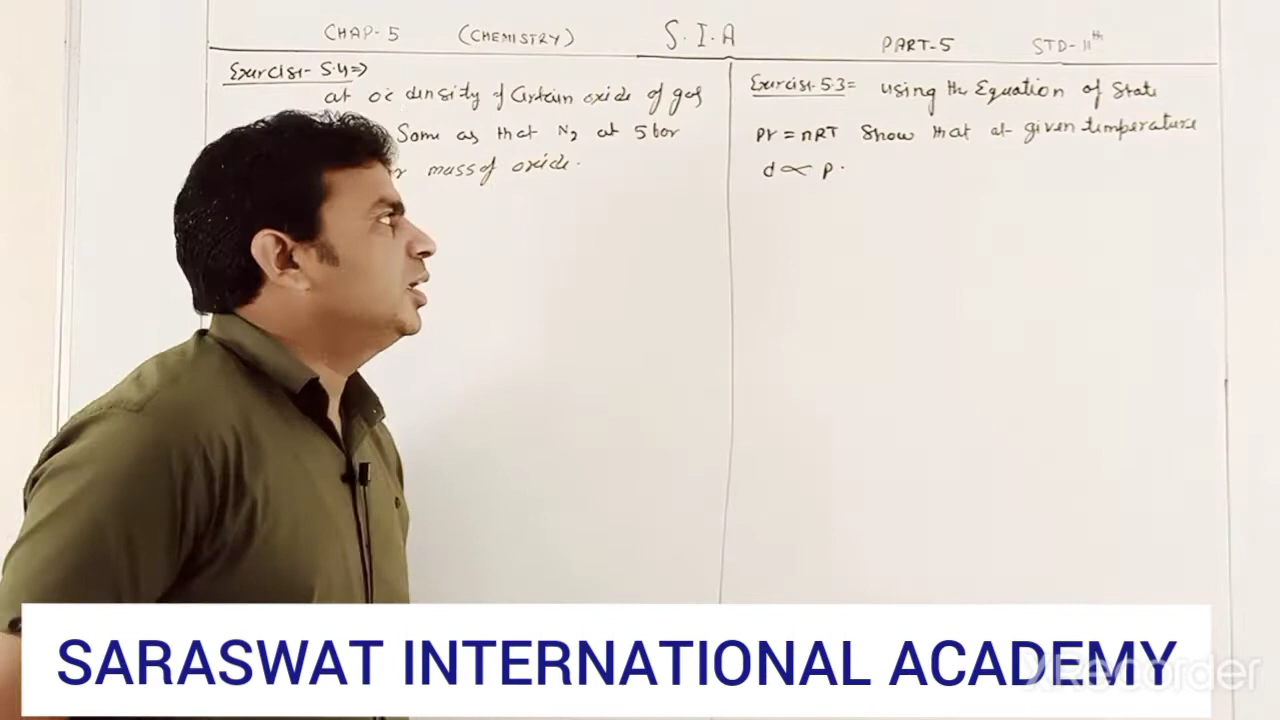 CHAP-5 (CHEMISTRY) S.I.A PART-5 STD-11th
Exercise-5.4⇒
at 0°c density of Certain oxide of gas
Same as that N2 at 5 bar
mass of oxide.
Exercise-5.3= using the Equation of State
PV = nRT Show that at given temperature
d ∝ p.
SARASWAT INTERNATIONAL ACADEMY
XRecorder